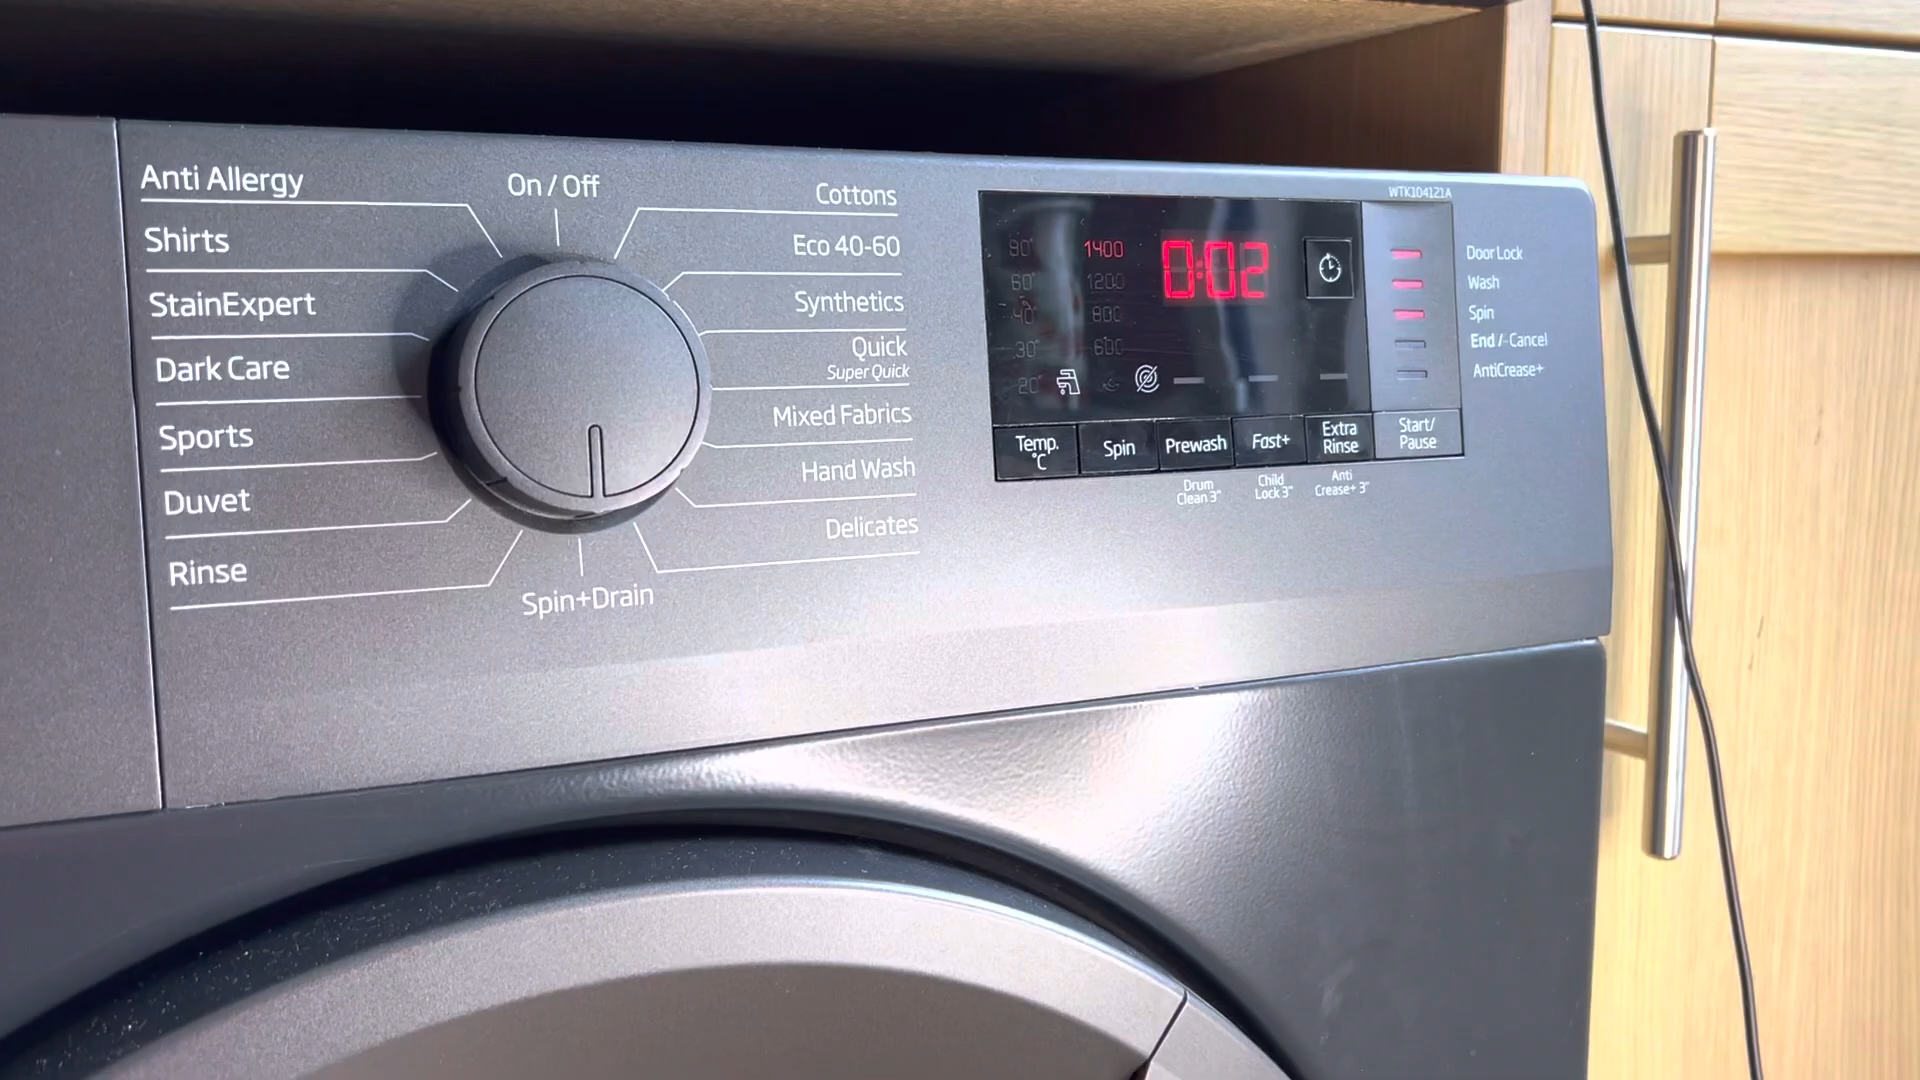 Anti Allergy
Shirts
StainExpert
Dark Care
Sports
Duvet
Rinse
On / Off
Spin+Drain
Cottons
Eco 40-60
Synthetics
Quick
Super Quick
Mixed Fabrics
Hand Wash
Delicates
WTK104121A
90° 1400 0:02
60° 1200
40° 800
30° 600
20°
Door Lock
Wash
Spin
End / Cancel
AntiCrease+
Temp.
°C
Spin
Prewash
Fast+
Extra
Rinse
Start/
Pause
Drum
Clean 3"
Child
Lock 3"
Anti
Crease+ 3"